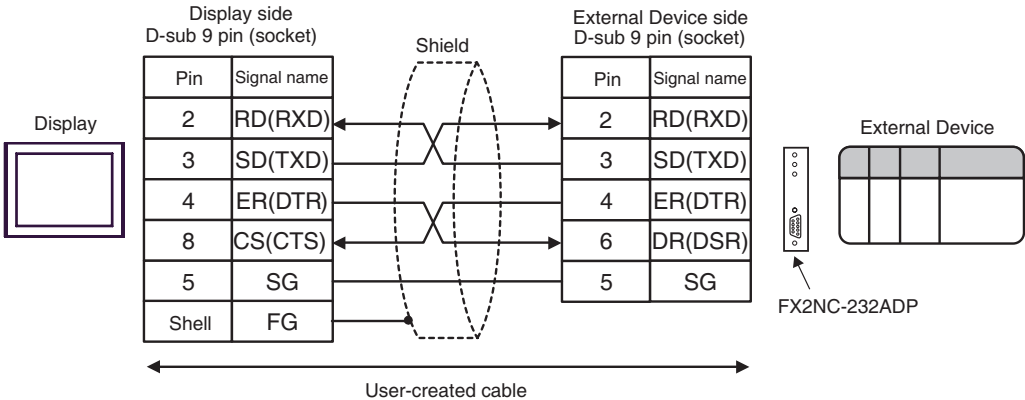 Display side
D-sub 9 pin (socket)
External Device side
D-sub 9 pin (socket)
Shield
Pin Signal name
Pin Signal name
2 RD(RXD)
2 RD(RXD)
3 SD(TXD)
3 SD(TXD)
4 ER(DTR)
4 ER(DTR)
8 CS(CTS)
6 DR(DSR)
5 SG
5 SG
Shell FG
Display
External Device
FX2NC-232ADP
User-created cable